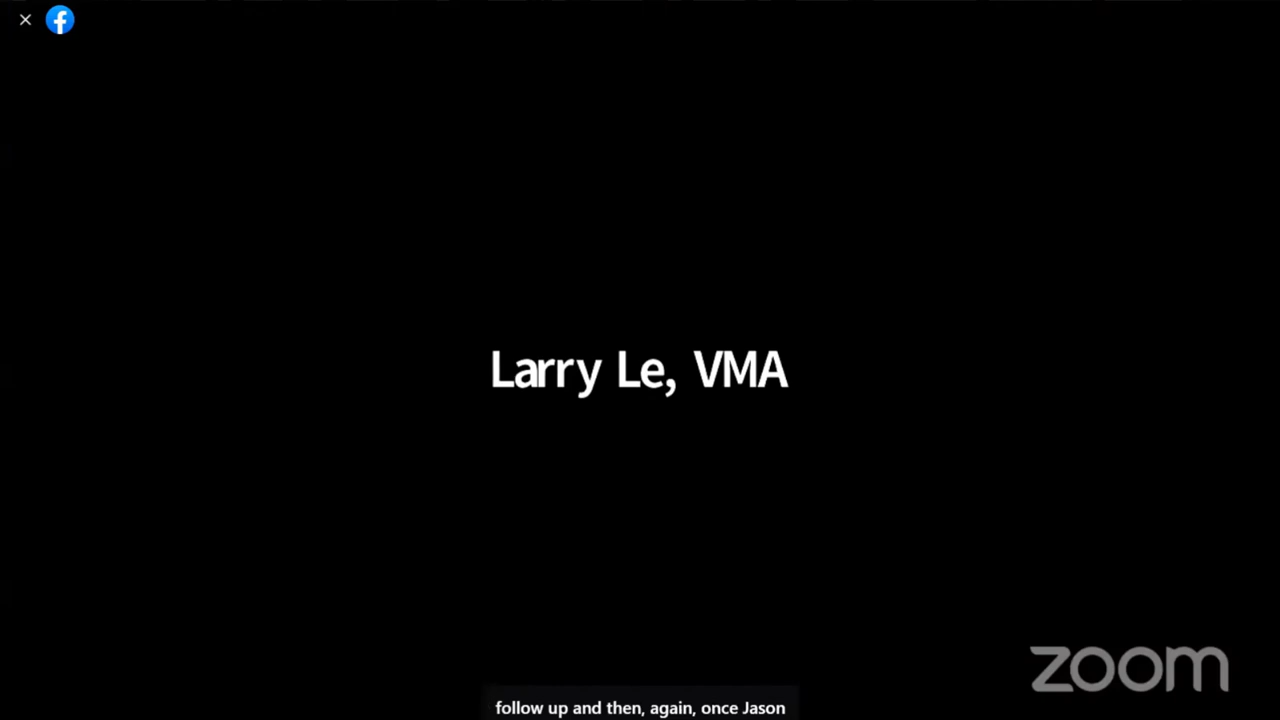 Larry Le, VMA
zoom
follow up and then, again, once Jason